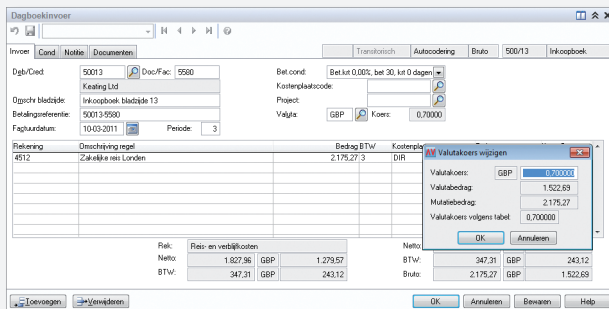 Dagboekinvoer
Invoer Cond Notitie Documenten Transitorisch Autocodering Bruto 500/13 Inkoopboek
Deb/Cred: 50013 Doc/Fac: 5580 Bet.cond: Bet.krt 0,00%, bet 30, krt 0 dagen
Keating Ltd Kostenplaatscode:
Omschr bladzijde: Inkoopboek bladzijde 13 Project:
Betalingsreferentie: 50013-5580 Valuta: GBP Koers: 0,70000
Factuurdatum: 10-03-2011 Periode: 3
Rekening Omschrijving regel Bedrag BTW Kostenpla
4512 Zakelijke reis Londen 2.175,27 3 DIR
Valutakoers wijzigen
Valutakoers: GBP 0,700000
Valutabedrag: 1.522,69
Mutatiebedrag: 2.175,27
Valutakoers volgens tabel: 0,700000
OK Annuleren
Rek: Reis- en verblijfkosten Netto:
Netto: 1.827,96 GBP 1.279,57 BTW: 347,31 GBP 243,12
BTW: 347,31 GBP 243,12 Bruto: 2.175,27 GBP 1.522,69
Toevoegen Verwijderen OK Annuleren Bewaren Help